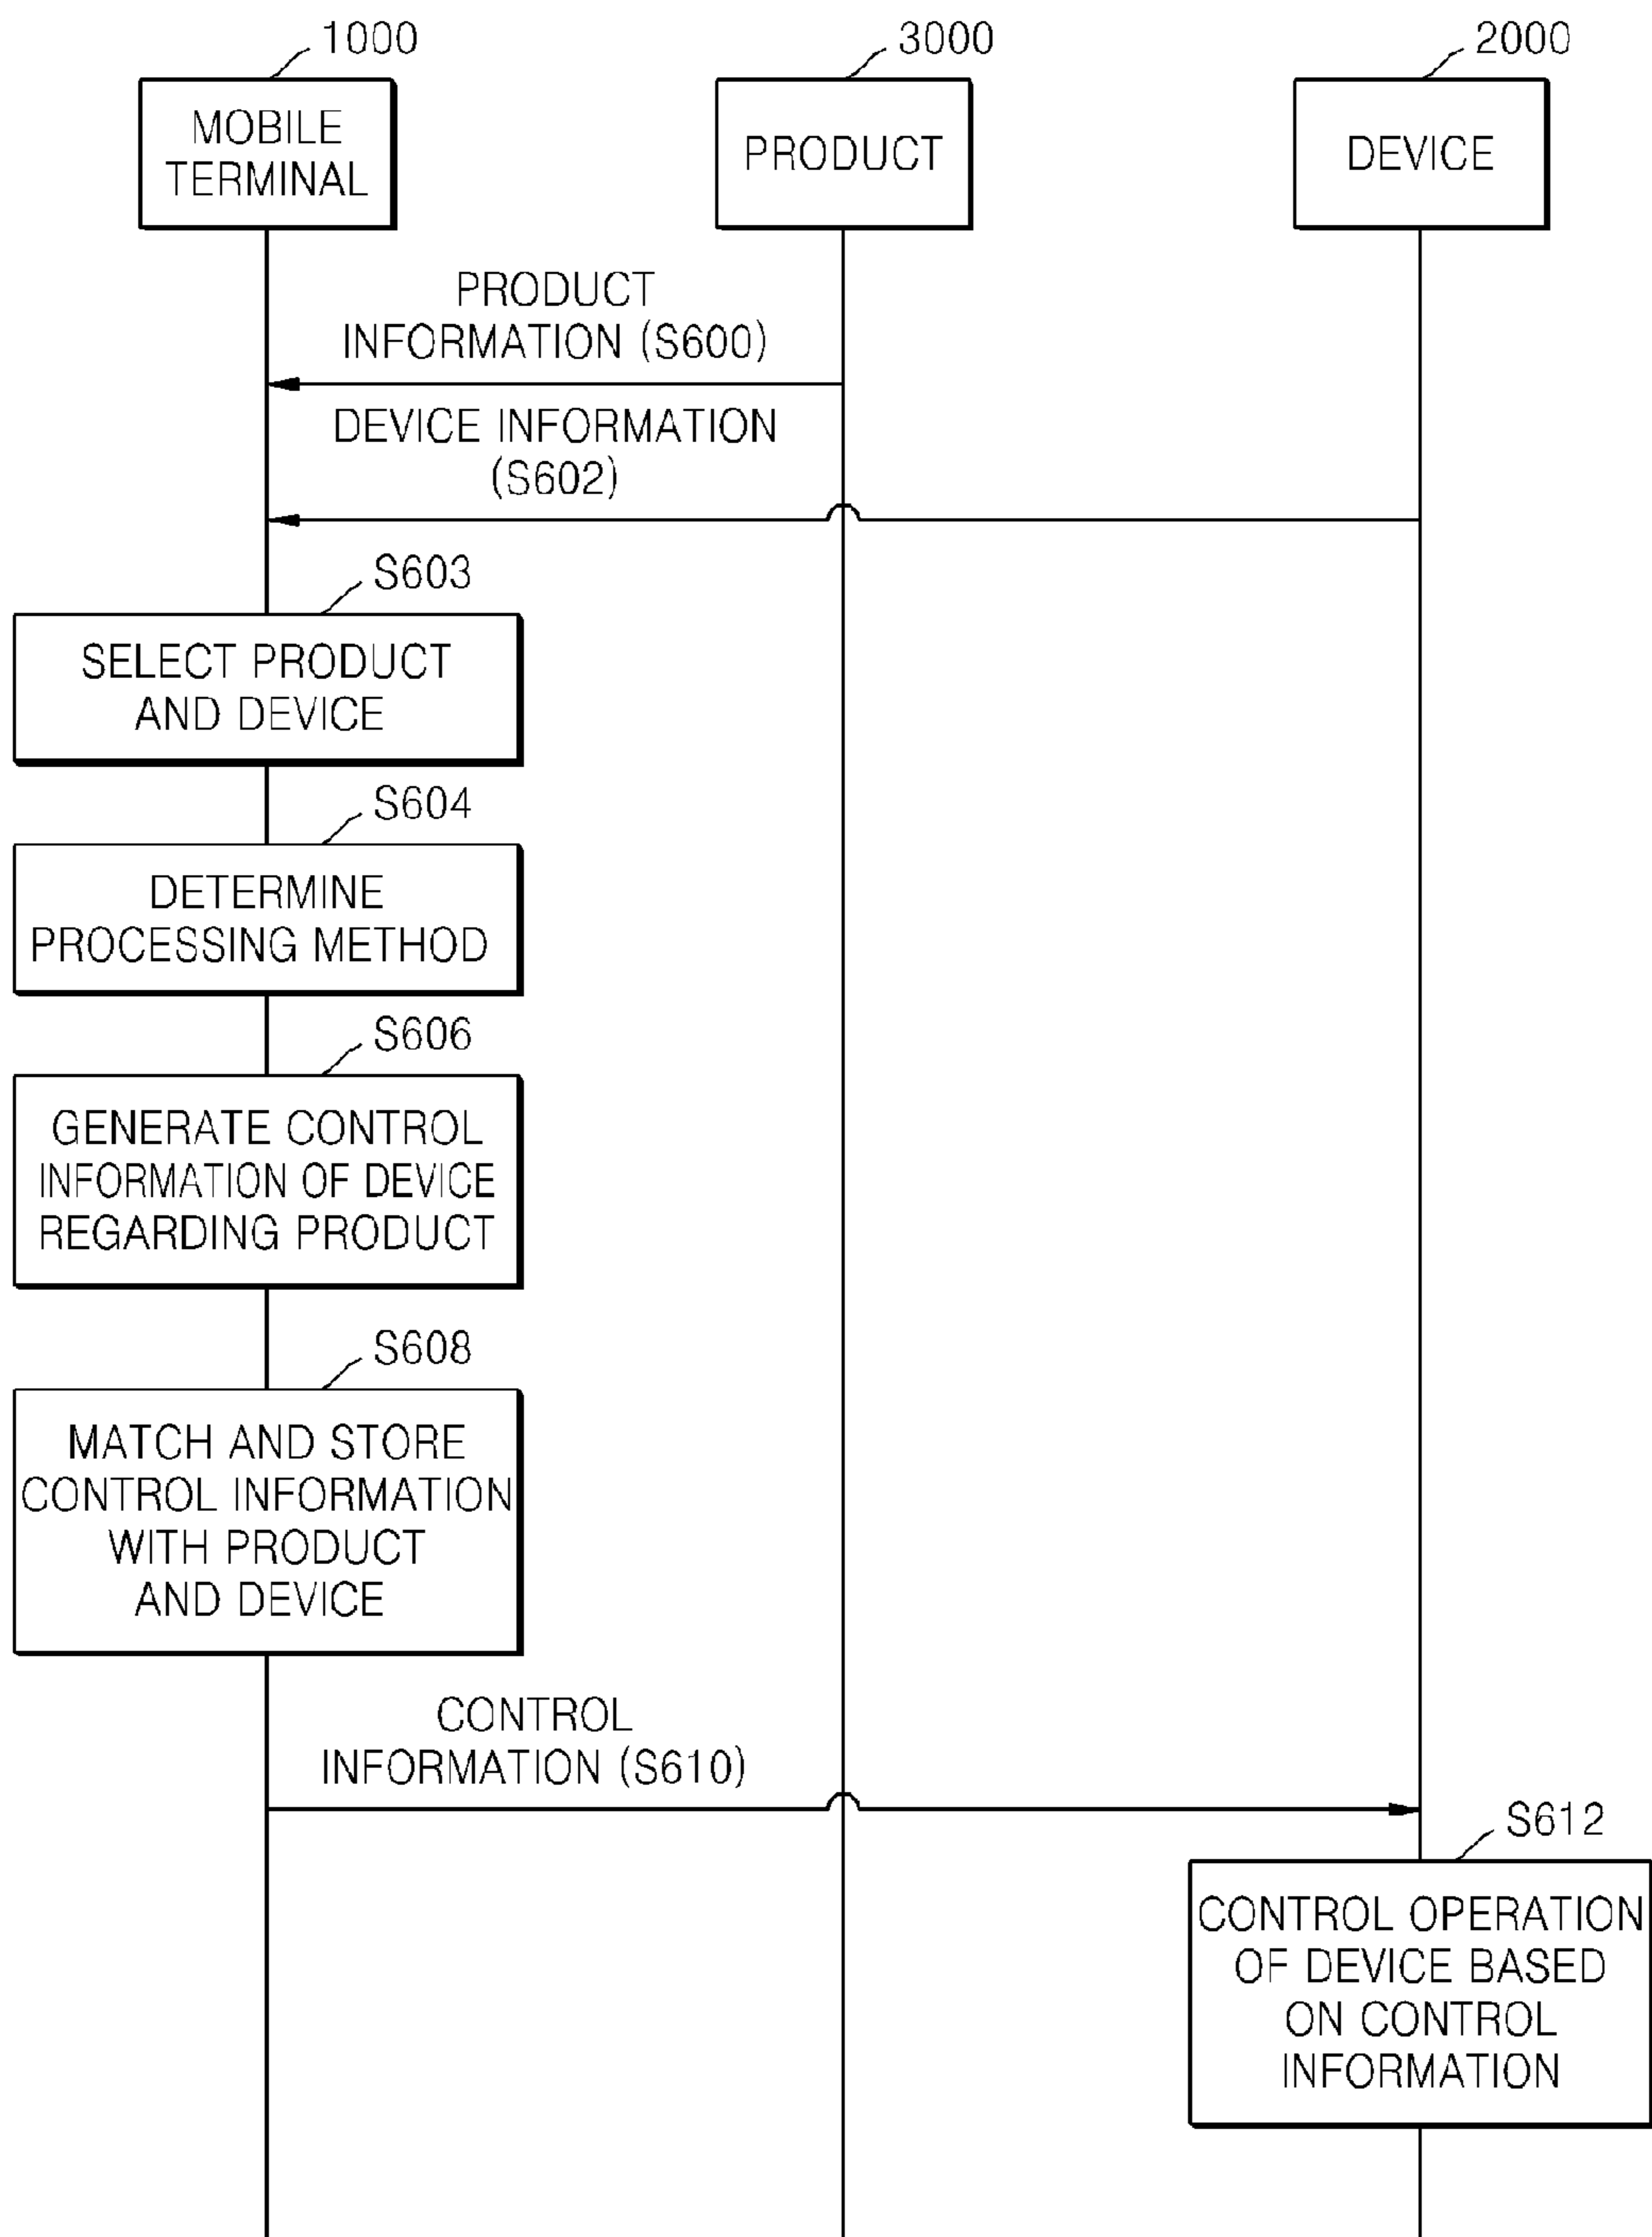 1000
3000
2000
MOBILE
TERMINAL
PRODUCT
DEVICE
PRODUCT
INFORMATION (S600)
DEVICE INFORMATION
(S602)
S603
SELECT PRODUCT
AND DEVICE
S604
DETERMINE
PROCESSING METHOD
S606
GENERATE CONTROL
INFORMATION OF DEVICE
REGARDING PRODUCT
S608
MATCH AND STORE
CONTROL INFORMATION
WITH PRODUCT
AND DEVICE
CONTROL
INFORMATION (S610)
S612
CONTROL OPERATION
OF DEVICE BASED
ON CONTROL
INFORMATION